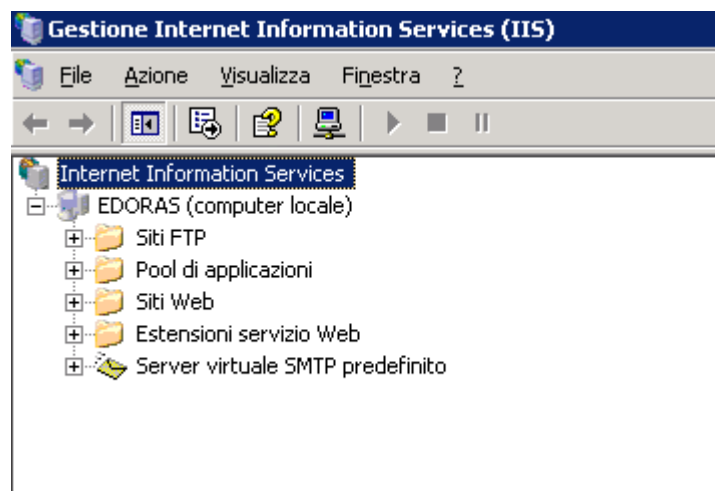 Gestione Internet Information Services (IIS)
File Azione Visualizza Finestra ?
Internet Information Services
EDORAS (computer locale)
Siti FTP
Pool di applicazioni
Siti Web
Estensioni servizio Web
Server virtuale SMTP predefinito